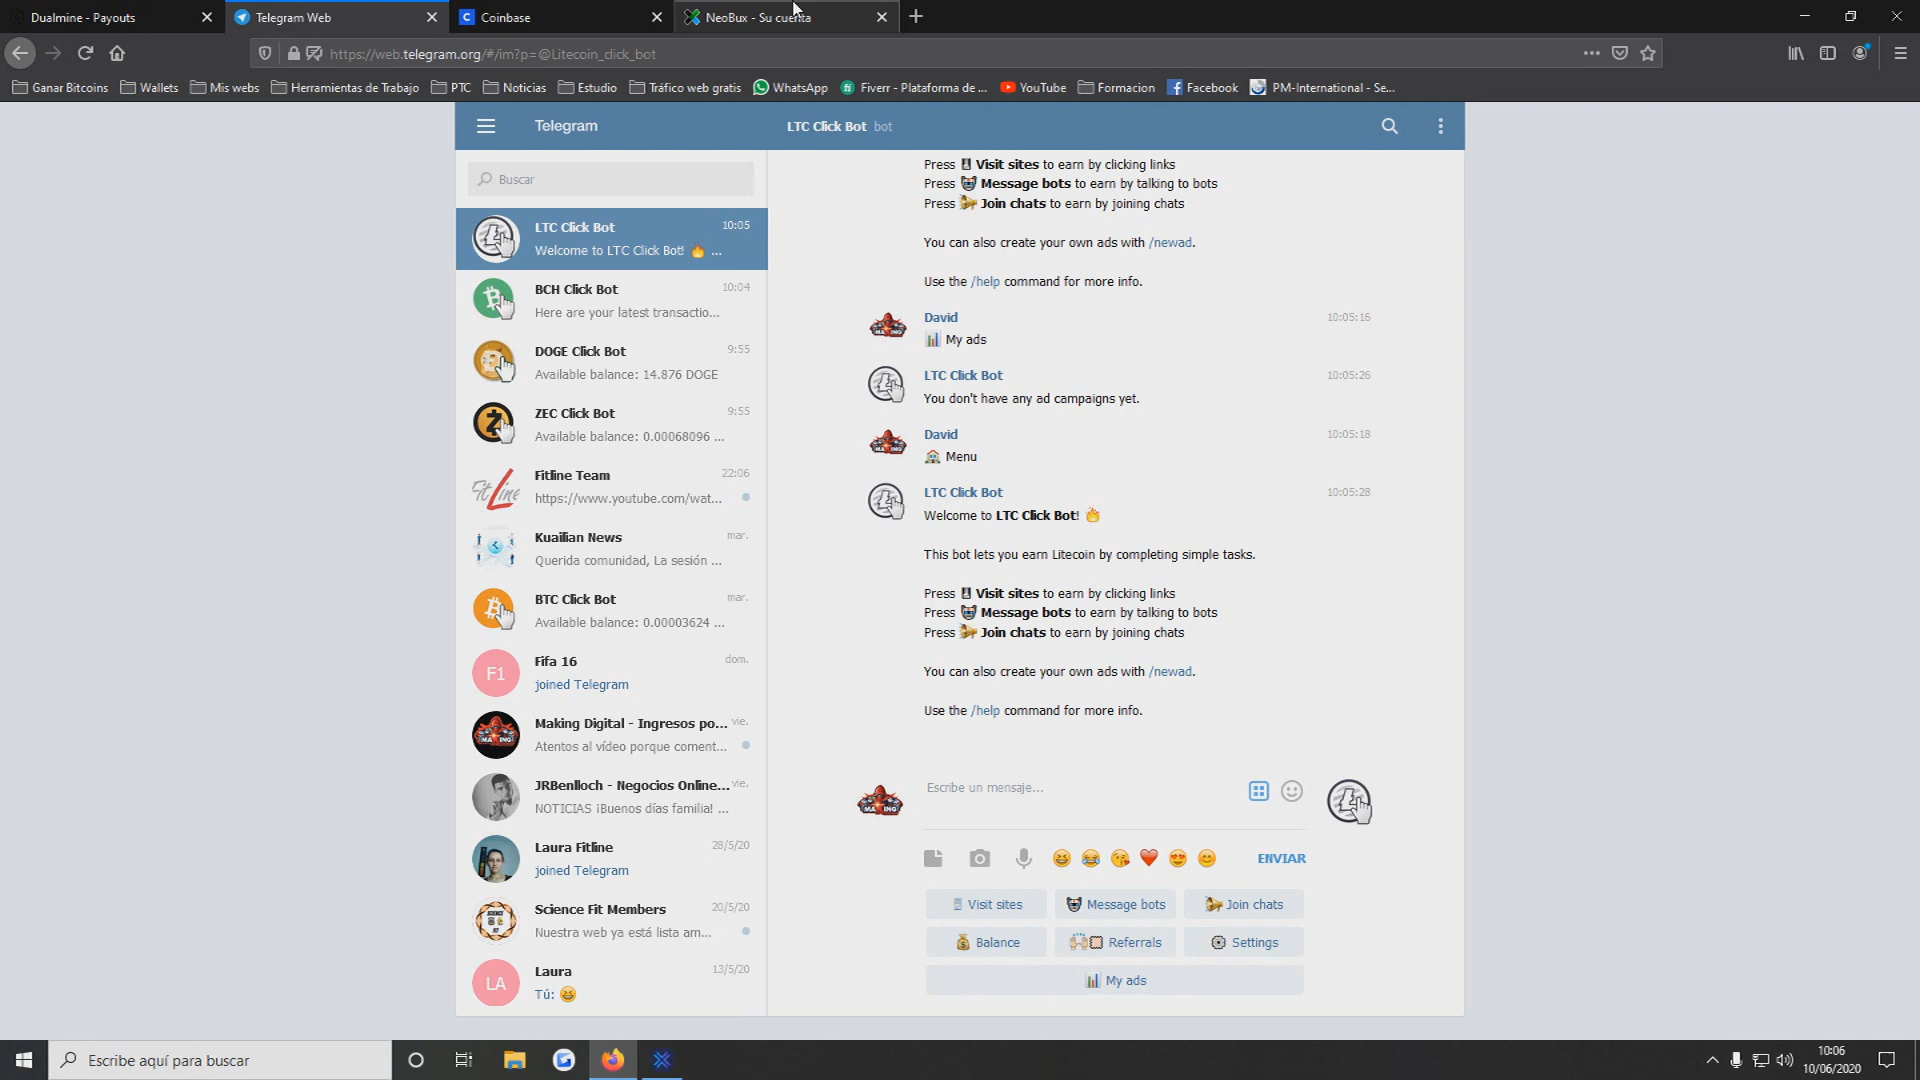 Dualmine - Payouts
Telegram Web
Coinbase
NeoBux - Su cuenta
https://web.telegram.org/#/im?p=@Litecoin_click_bot
Ganar Bitcoins
Wallets
Mis webs
Herramientas de Trabajo
PTC
Noticias
Estudio
Tráfico web gratis
WhatsApp
Fiverr - Plataforma de ...
YouTube
Formacion
Facebook
PM-International - Se...
Telegram
LTC Click Bot bot
Buscar
LTC Click Bot 10:05
Welcome to LTC Click Bot! 🔥 ...
BCH Click Bot 10:04
Here are your latest transactio...
DOGE Click Bot 9:55
Available balance: 14.876 DOGE
ZEC Click Bot 9:55
Available balance: 0.00068096 ...
Fitline Team 22:06
https://www.youtube.com/wat...
Kuailian News mar.
Querida comunidad, La sesión ...
BTC Click Bot mar.
Available balance: 0.00003624 ...
F1
Fifa 16 dom.
joined Telegram
Making Digital - Ingresos po... vie.
Atentos al vídeo porque coment...
JRBenlloch - Negocios Online... vie.
NOTICIAS ¡Buenos días familia! ...
Laura Fitline 28/5/20
joined Telegram
Science Fit Members 20/5/20
Nuestra web ya está lista am...
LA
Laura 13/5/20
Tú: 😆
Press Visit sites to earn by clicking links
Press Message bots to earn by talking to bots
Press Join chats to earn by joining chats
You can also create your own ads with /newad.
Use the /help command for more info.
David 10:05:16
📊 My ads
LTC Click Bot 10:05:26
You don't have any ad campaigns yet.
David 10:05:18
🏠 Menu
LTC Click Bot 10:05:28
Welcome to LTC Click Bot! 🔥
This bot lets you earn Litecoin by completing simple tasks.
Press Visit sites to earn by clicking links
Press Message bots to earn by talking to bots
Press Join chats to earn by joining chats
You can also create your own ads with /newad.
Use the /help command for more info.
Escribe un mensaje...
ENVIAR
Visit sites
Message bots
Join chats
Balance
Referrals
Settings
My ads
Escribe aquí para buscar
10:06
10/06/2020